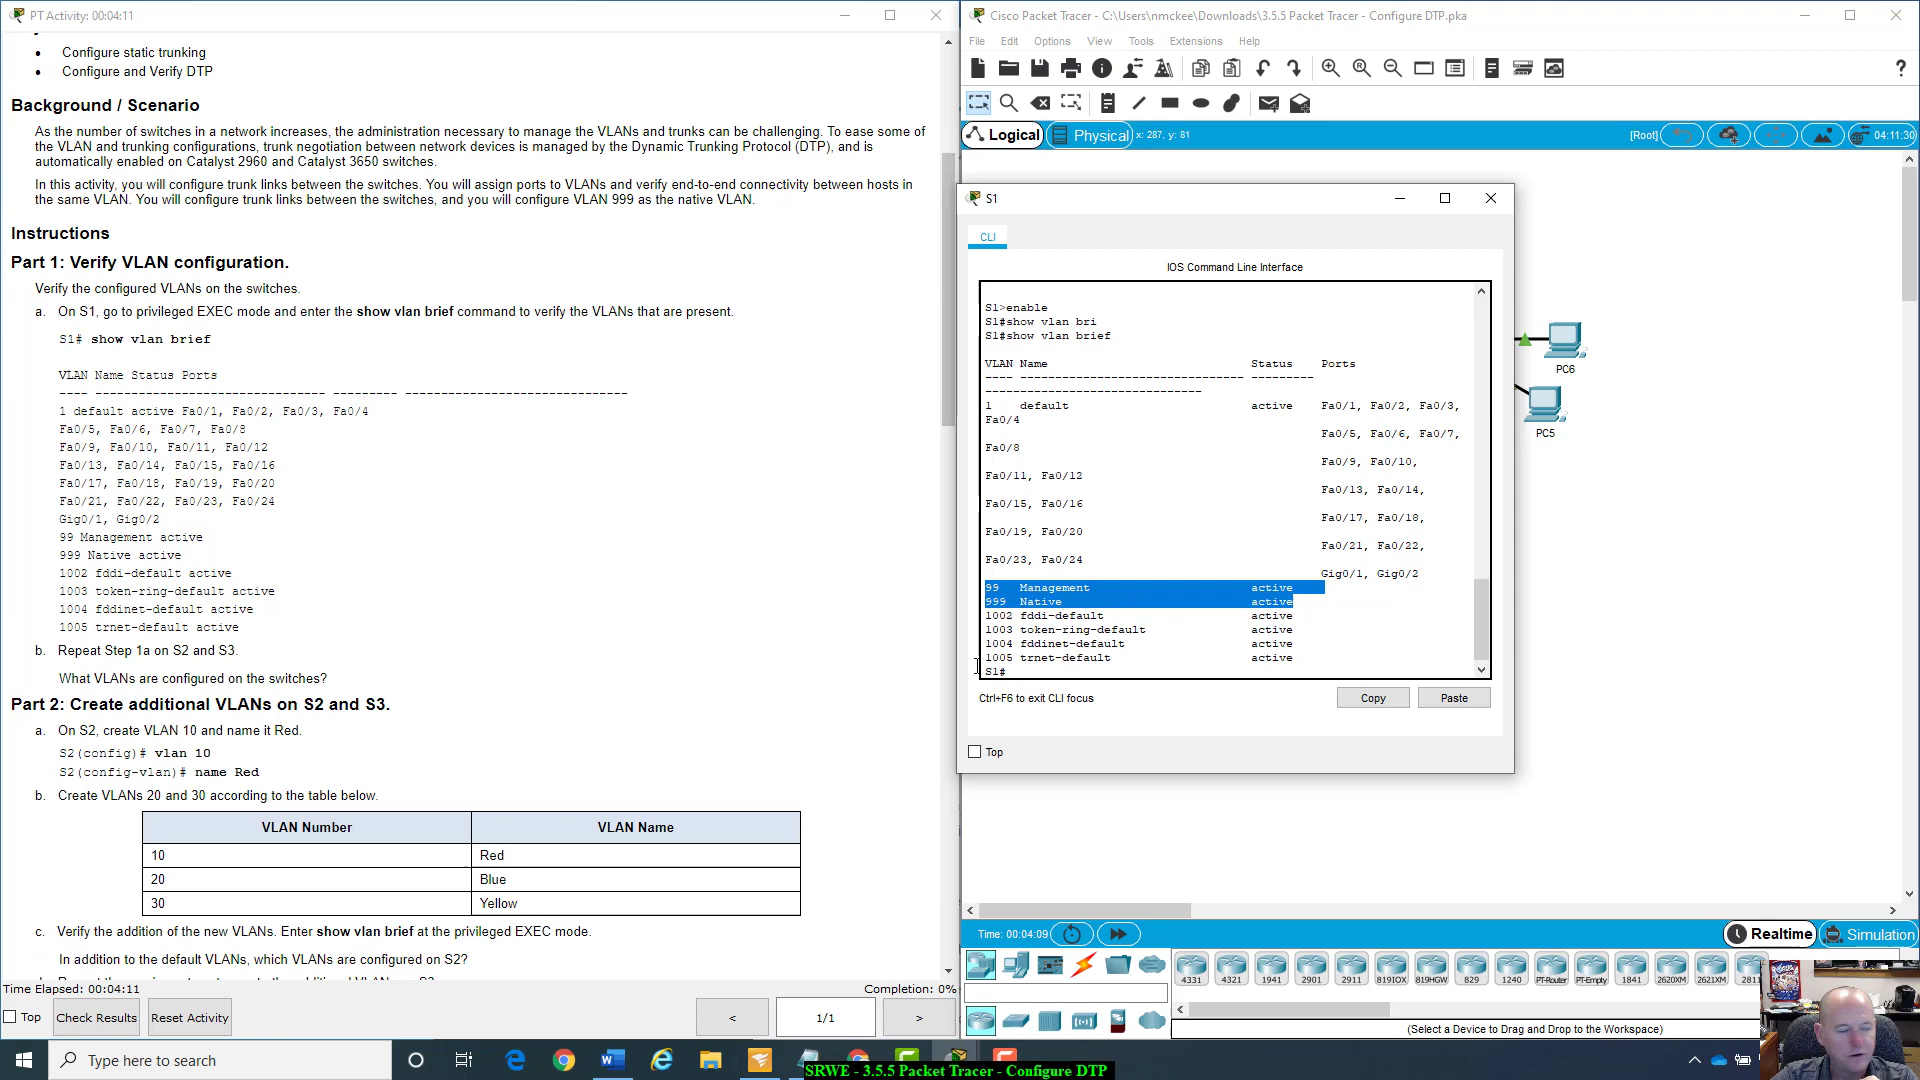 PT Activity: 00:04:11
Configure static trunking
Configure and Verify DTP
Background / Scenario
As the number of switches in a network increases, the administration necessary to manage the VLANs and trunks can be challenging. To ease some of
the VLAN and trunking configurations, trunk negotiation between network devices is managed by the Dynamic Trunking Protocol (DTP), and is
automatically enabled on Catalyst 2960 and Catalyst 3650 switches.
In this activity, you will configure trunk links between the switches. You will assign ports to VLANs and verify end-to-end connectivity between hosts in
the same VLAN. You will configure trunk links between the switches, and you will configure VLAN 999 as the native VLAN.
Instructions
Part 1: Verify VLAN configuration.
Verify the configured VLANs on the switches.
a. On S1, go to privileged EXEC mode and enter the show vlan brief command to verify the VLANs that are present.
S1# show vlan brief
VLAN Name Status Ports
---- -------------------------------- --------- -------------------------------
1 default active Fa0/1, Fa0/2, Fa0/3, Fa0/4
Fa0/5, Fa0/6, Fa0/7, Fa0/8
Fa0/9, Fa0/10, Fa0/11, Fa0/12
Fa0/13, Fa0/14, Fa0/15, Fa0/16
Fa0/17, Fa0/18, Fa0/19, Fa0/20
Fa0/21, Fa0/22, Fa0/23, Fa0/24
Gig0/1, Gig0/2
99 Management active
999 Native active
1002 fddi-default active
1003 token-ring-default active
1004 fddinet-default active
1005 trnet-default active
b. Repeat Step 1a on S2 and S3.
What VLANs are configured on the switches?
Part 2: Create additional VLANs on S2 and S3.
a. On S2, create VLAN 10 and name it Red.
S2(config)# vlan 10
S2(config-vlan)# name Red
b. Create VLANs 20 and 30 according to the table below.
VLAN Number VLAN Name
10 Red
20 Blue
30 Yellow
c. Verify the addition of the new VLANs. Enter show vlan brief at the privileged EXEC mode.
In addition to the default VLANs, which VLANs are configured on S2?
Time Elapsed: 00:04:11 Completion: 0%
Top Check Results Reset Activity < 1/1 >
Cisco Packet Tracer - C:\Users\nmckee\Downloads\3.5.5 Packet Tracer - Configure DTP.pka
File Edit Options View Tools Extensions Help
?
Logical Physical x: 287, y: 81 [Root] 04:11:30
S1
CLI
IOS Command Line Interface
S1>enable
S1#show vlan bri
S1#show vlan brief
VLAN Name Status Ports
---- -------------------------------- ---------
-------------------------------
1 default active Fa0/1, Fa0/2, Fa0/3,
Fa0/4
Fa0/5, Fa0/6, Fa0/7,
Fa0/8
Fa0/9, Fa0/10,
Fa0/11, Fa0/12
Fa0/13, Fa0/14,
Fa0/15, Fa0/16
Fa0/17, Fa0/18,
Fa0/19, Fa0/20
Fa0/21, Fa0/22,
Fa0/23, Fa0/24
Gig0/1, Gig0/2
99 Management active
999 Native active
1002 fddi-default active
1003 token-ring-default active
1004 fddinet-default active
1005 trnet-default active
S1#
Ctrl+F6 to exit CLI focus Copy Paste
Top
PC6
PC5
Time: 00:04:09 Realtime Simulation
4331 4321 1941 2901 2911 819IOX 819HGW 829 1240 PT-Router PT-Empty 1841 2620XM 2621XM 2811
(Select a Device to Drag and Drop to the Workspace)
Type here to search
SRWE - 3.5.5 Packet Tracer - Configure DTP